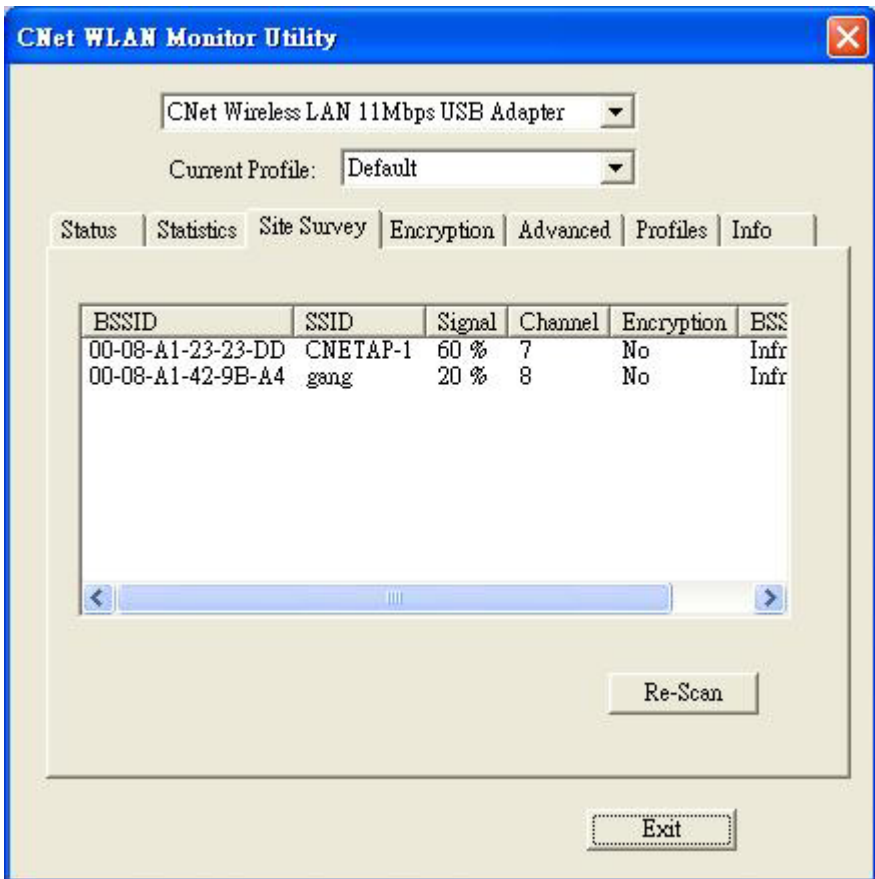 CNet WLAN Monitor Utility
CNet Wireless LAN 11Mbps USB Adapter
Current Profile: Default
Status Statistics Site Survey Encryption Advanced Profiles Info
BSSID SSID Signal Channel Encryption BSS
00-08-A1-23-23-DD CNETAP-1 60 % 7 No Infr
00-08-A1-42-9B-A4 gang 20 % 8 No Infr
Re-Scan
Exit